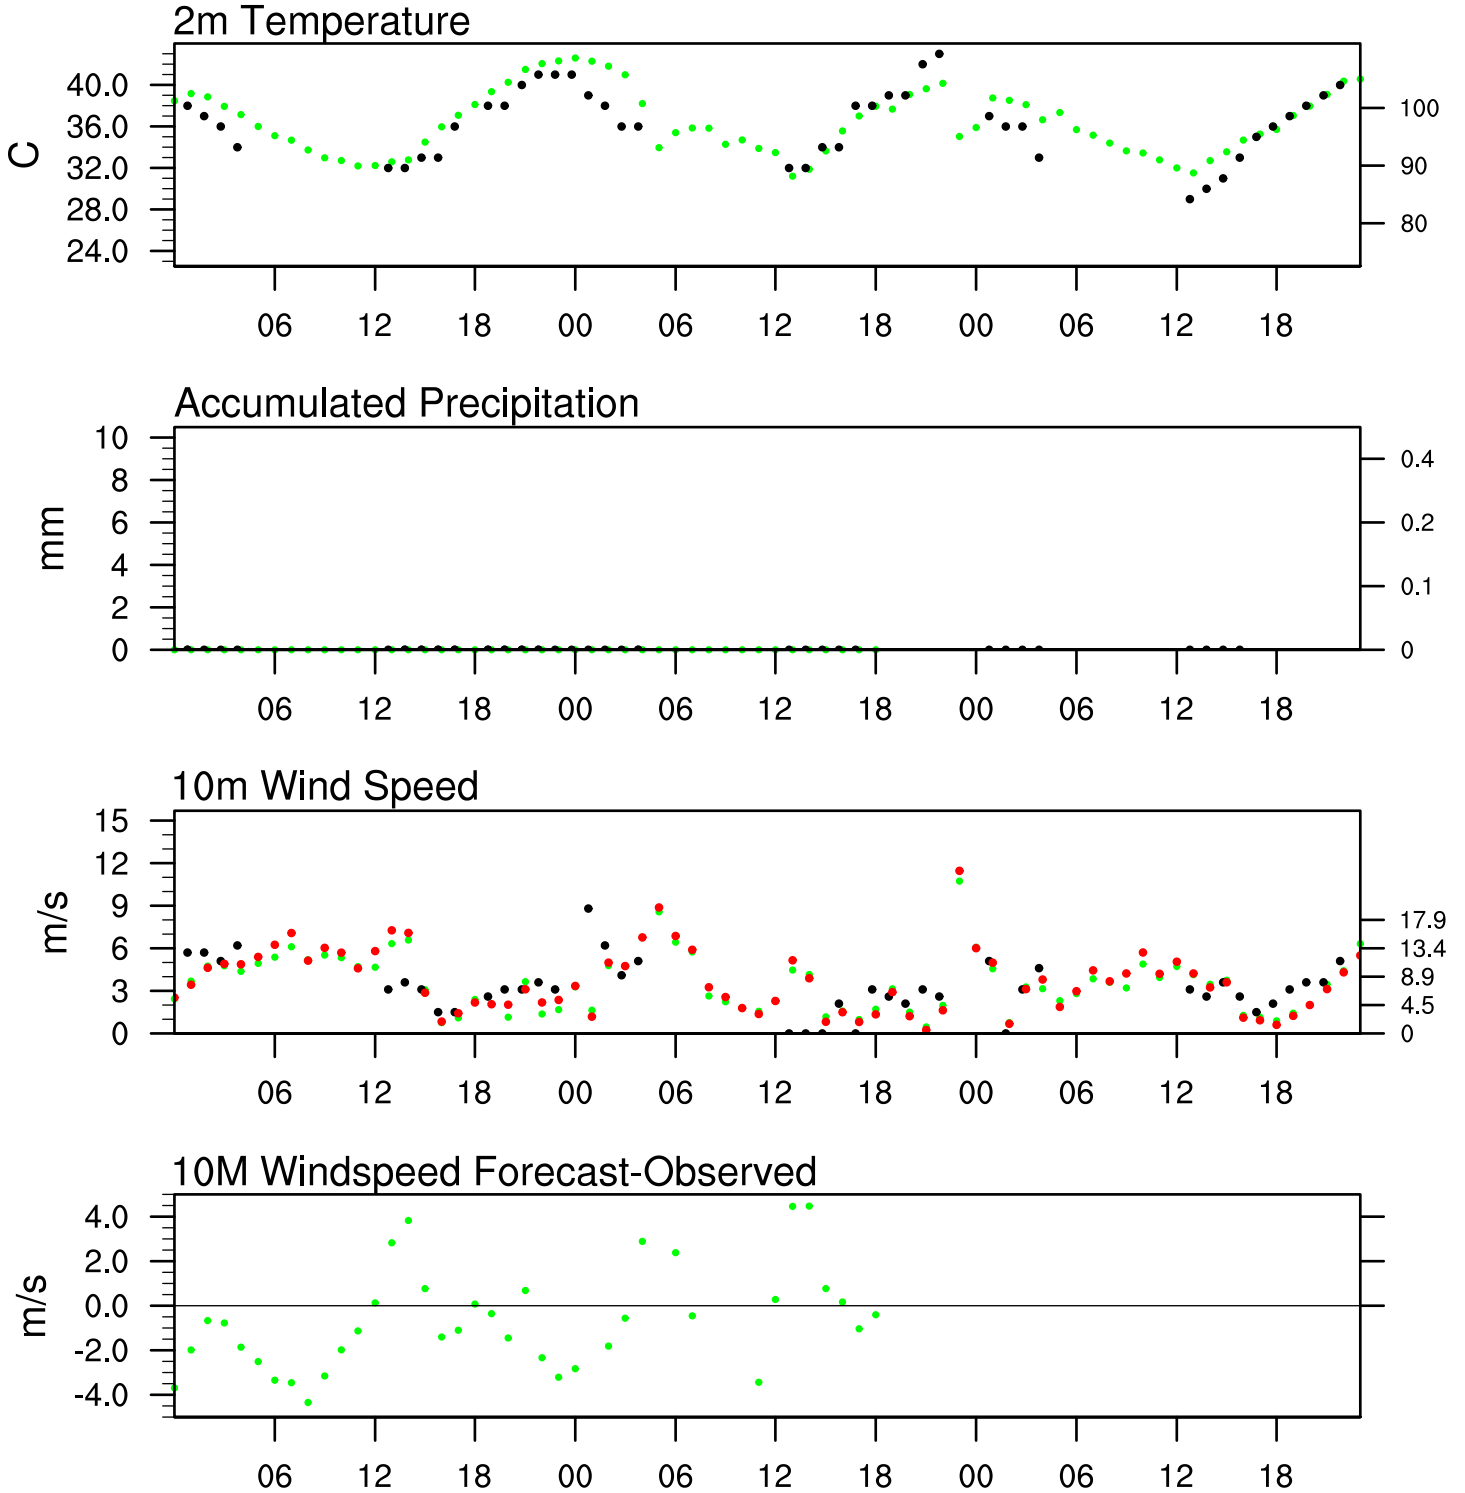 2m Temperature
40.0
36.0
32.0
28.0
24.0
C
100
90
80
06 12 18 00 06 12 18 00 06 12 18
Accumulated Precipitation
10
8
6
4
2
0
mm
0.4
0.2
0.1
0
06 12 18 00 06 12 18 00 06 12 18
10m Wind Speed
15
12
9
6
3
0
m/s
17.9
13.4
8.9
4.5
0
06 12 18 00 06 12 18 00 06 12 18
10M Windspeed Forecast-Observed
4.0
2.0
0.0
-2.0
-4.0
m/s
06 12 18 00 06 12 18 00 06 12 18